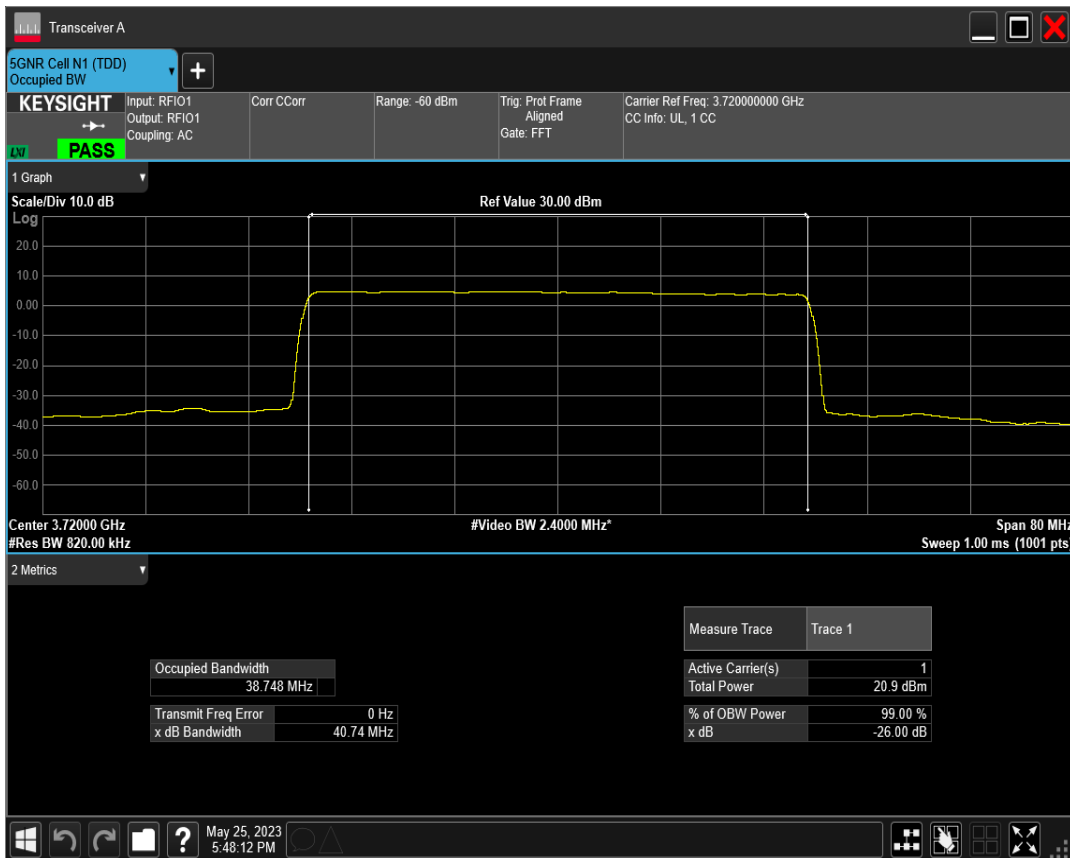 Transceiver A
5GNR Cell N1 (TDD)
Occupied BW
KEYSIGHT
LXI
PASS
Input: RFIO1
Output: RFIO1
Coupling: AC
Corr CCorr
Range: -60 dBm
Trig: Prot Frame
Aligned
Gate: FFT
Carrier Ref Freq: 3.720000000 GHz
CC Info: UL, 1 CC
1 Graph
Scale/Div 10.0 dB
Ref Value 30.00 dBm
Log
20.0
10.0
0.00
-10.0
-20.0
-30.0
-40.0
-50.0
-60.0
Center 3.72000 GHz
#Video BW 2.4000 MHz*
Span 80 MHz
#Res BW 820.00 kHz
Sweep 1.00 ms (1001 pts)
2 Metrics
Measure Trace Trace 1
Occupied Bandwidth
38.748 MHz
Active Carrier(s) 1
Total Power 20.9 dBm
Transmit Freq Error 0 Hz
x dB Bandwidth 40.74 MHz
% of OBW Power 99.00 %
x dB -26.00 dB
?
May 25, 2023
5:48:12 PM